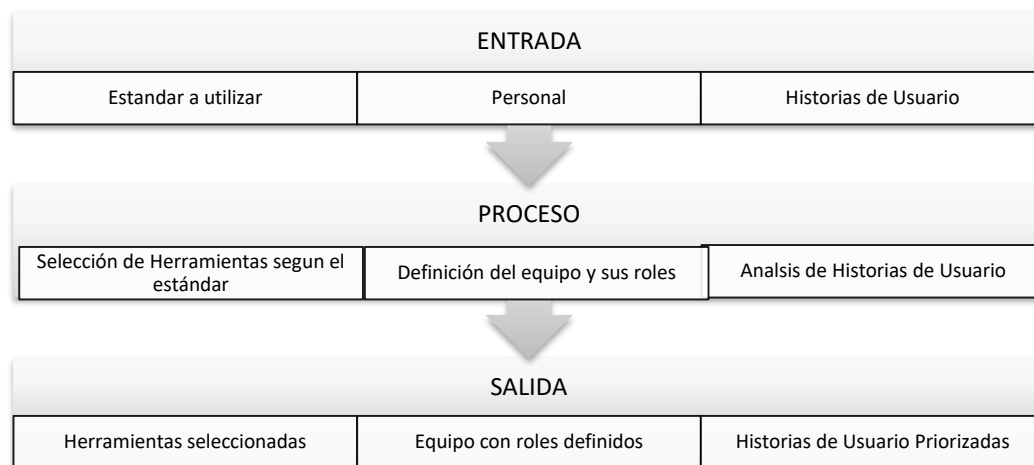 ENTRADA
Estandar a utilizar
Personal
Historias de Usuario
PROCESO
Selección de Herramientas segun el
estándar
Definición del equipo y sus roles
Analsis de Historias de Usuario
SALIDA
Herramientas seleccionadas
Equipo con roles definidos
Historias de Usuario Priorizadas